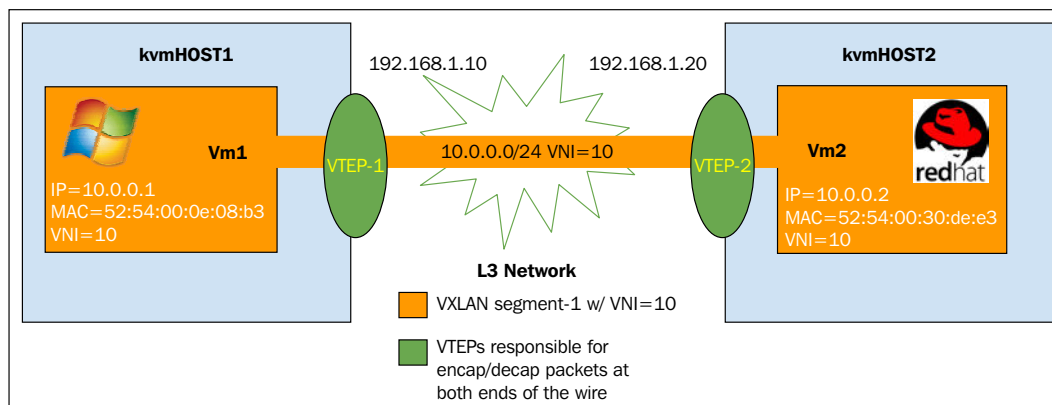 kvmHOST1
Vm1
IP=10.0.0.1
MAC=52:54:00:0e:08:b3
VNI=10
VTEP-1
192.168.1.10
192.168.1.20
10.0.0.0/24 VNI=10
VTEP-2
kvmHOST2
Vm2
redhat
IP=10.0.0.2
MAC=52:54:00:30:de:e3
VNI=10
L3 Network
VXLAN segment-1 w/ VNI=10
VTEPs responsible for
encap/decap packets at
both ends of the wire